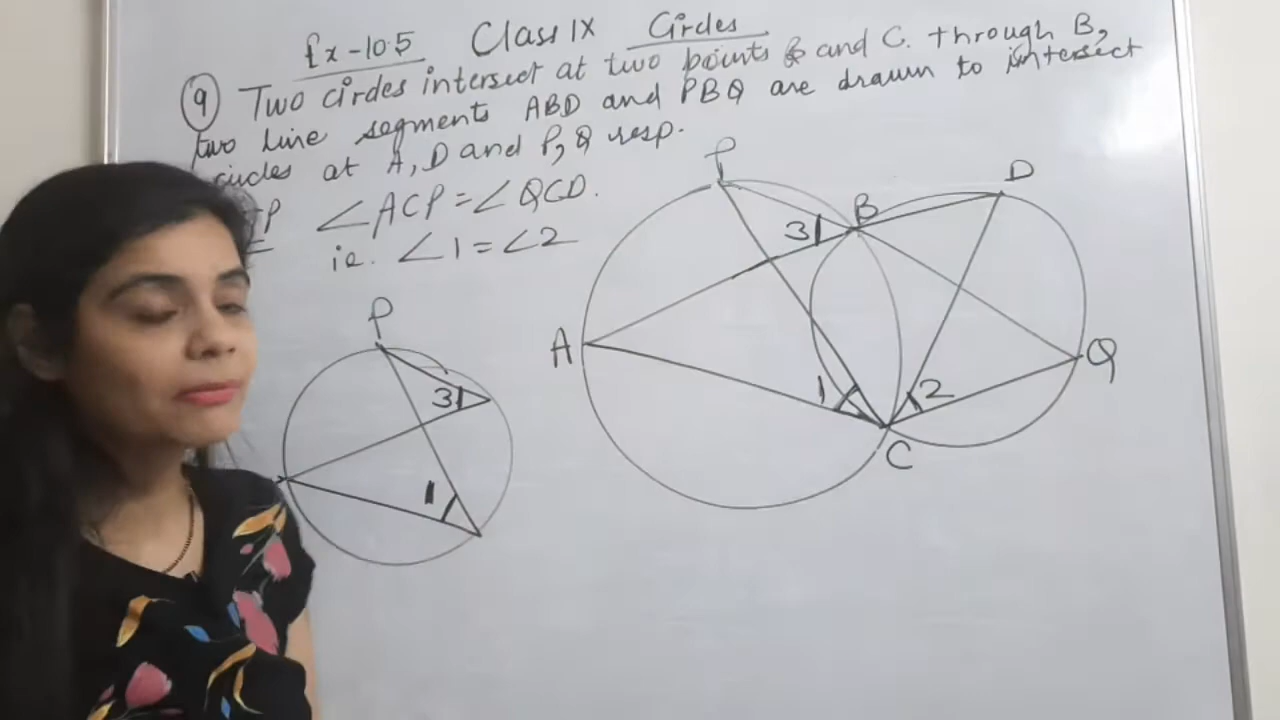 Ex-10.5 Class IX Circles
(9) Two circles intersect at two points B and C. Through B,
two line segments ABD and PBQ are drawn to intersect
circles at A, D and P, Q resp.
TP ∠ACP = ∠QCD.
ie. ∠1 = ∠2
P
3
1
P
B
D
3
A
Q
1
2
C